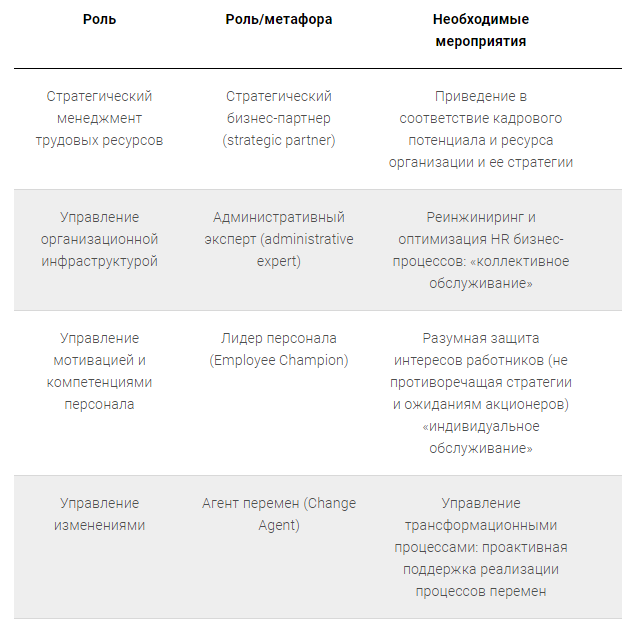 Роль
Роль/метафора
Необходимые
мероприятия
Стратегический
менеджмент
трудовых ресурсов
Стратегический
бизнес-партнер
(strategic partner)
Приведение в
соответствие кадрового
потенциала и ресурса
организации и ее стратегии
Управление
организационной
инфраструктурой
Административный
эксперт (administrative
expert)
Реинжиниринг и
оптимизация HR бизнес-
процессов: «коллективное
обслуживание»
Управление
мотивацией и
компетенциями
персонала
Лидер персонала
(Employee Champion)
Разумная защита
интересов работников (не
противоречащая стратегии
и ожиданиям акционеров)
«индивидуальное
обслуживание»
Управление
изменениями
Агент перемен (Change
Agent)
Управление
трансформационными
процессами: проактивная
поддержка реализации
процессов перемен